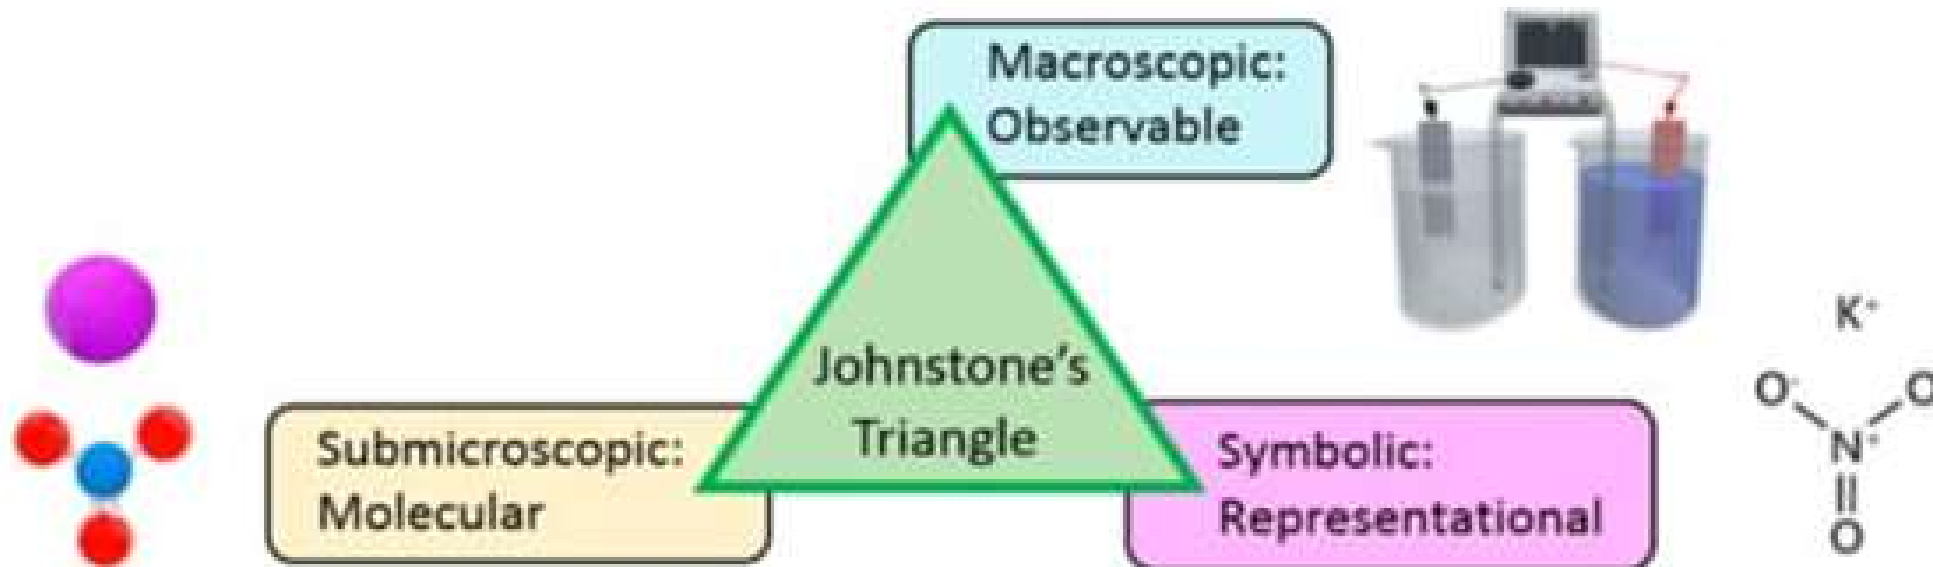 Macroscopic:
Observable
Johnstone's
Triangle
Submicroscopic:
Molecular
Symbolic:
Representational
K⁺
O⁻
O
N⁺
O